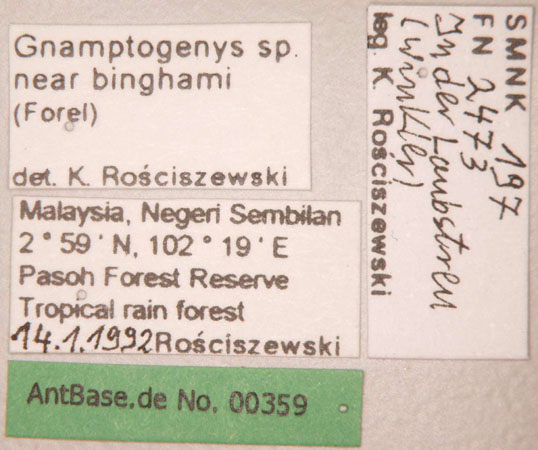 Gnamptogenys sp.
near binghami
(Forel)
det. K. Rościszewski
Malaysia, Negeri Sembilan
2°59'N, 102°19'E
Pasoh Forest Reserve
Tropical rain forest
14.1.1992 Rościszewski
AntBase.de No. 00359
SMNK 197
FN 2473
In der Laubstreu
(Winkler)
leg. K. Rosciszewski